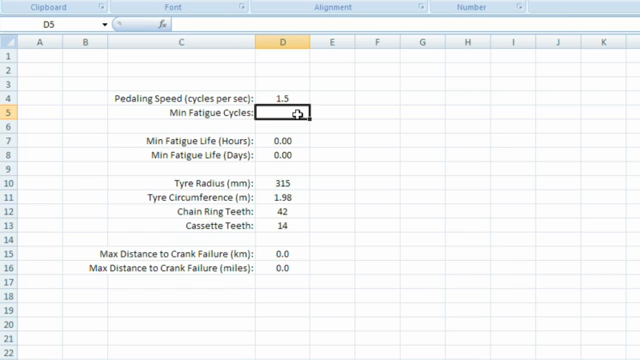 Clipboard Font Alignment Number
D5 fx
A B C D E F G H I J K
1
2
3
4 Pedaling Speed (cycles per sec): 1.5
5 Min Fatigue Cycles:
6
7 Min Fatigue Life (Hours): 0.00
8 Min Fatigue Life (Days): 0.00
9
10 Tyre Radius (mm): 315
11 Tyre Circumference (m): 1.98
12 Chain Ring Teeth: 42
13 Cassette Teeth: 14
14
15 Max Distance to Crank Failure (km): 0.0
16 Max Distance to Crank Failure (miles): 0.0
17
18
19
20
21
22